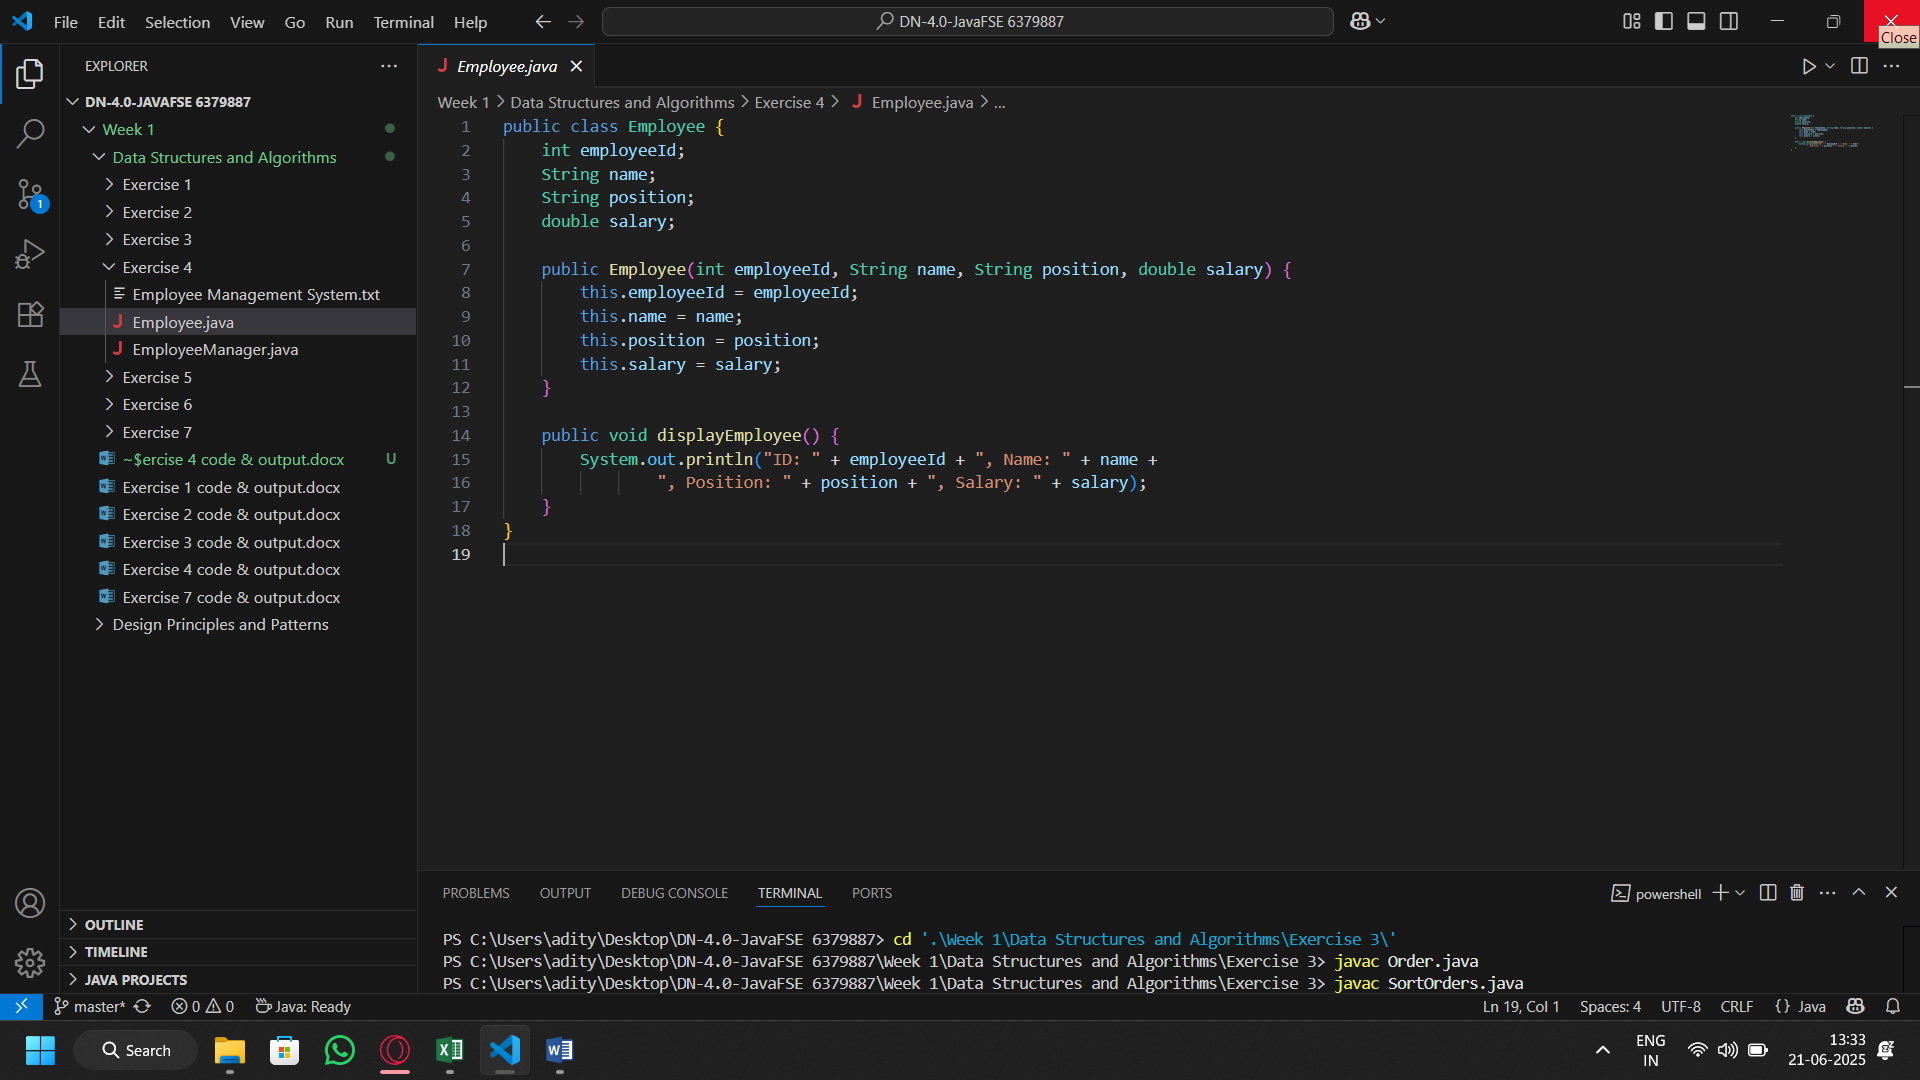 File Edit Selection View Go Run Terminal Help
DN-4.0-JavaFSE 6379887
Close
EXPLORER
DN-4.0-JAVAFSE 6379887
Week 1
Data Structures and Algorithms
Exercise 1
Exercise 2
Exercise 3
Exercise 4
Employee Management System.txt
Employee.java
EmployeeManager.java
Exercise 5
Exercise 6
Exercise 7
~$ercise 4 code & output.docx U
Exercise 1 code & output.docx
Exercise 2 code & output.docx
Exercise 3 code & output.docx
Exercise 4 code & output.docx
Exercise 7 code & output.docx
Design Principles and Patterns
OUTLINE
TIMELINE
JAVA PROJECTS
1
Employee.java
Week 1 > Data Structures and Algorithms > Exercise 4 > Employee.java > ...
1 public class Employee {
2 int employeeId;
3 String name;
4 String position;
5 double salary;
6
7 public Employee(int employeeId, String name, String position, double salary) {
8 this.employeeId = employeeId;
9 this.name = name;
10 this.position = position;
11 this.salary = salary;
12 }
13
14 public void displayEmployee() {
15 System.out.println("ID: " + employeeId + ", Name: " + name +
16 ", Position: " + position + ", Salary: " + salary);
17 }
18 }
19
PROBLEMS OUTPUT DEBUG CONSOLE TERMINAL PORTS
powershell
PS C:\Users\adity\Desktop\DN-4.0-JavaFSE 6379887> cd '.\Week 1\Data Structures and Algorithms\Exercise 3\'
PS C:\Users\adity\Desktop\DN-4.0-JavaFSE 6379887\Week 1\Data Structures and Algorithms\Exercise 3> javac Order.java
PS C:\Users\adity\Desktop\DN-4.0-JavaFSE 6379887\Week 1\Data Structures and Algorithms\Exercise 3> javac SortOrders.java
master* 0 0 Java: Ready
Ln 19, Col 1 Spaces: 4 UTF-8 CRLF {} Java
Search
ENG
IN
13:33
21-06-2025